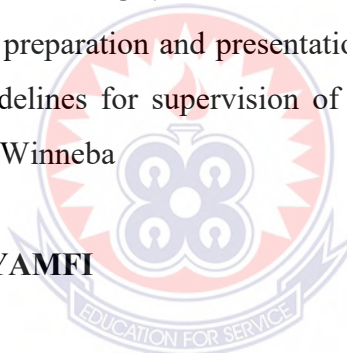 preparation and presentatio
delines for supervision of
Winneba
YAMFI
EDUCATION FOR SERVICE